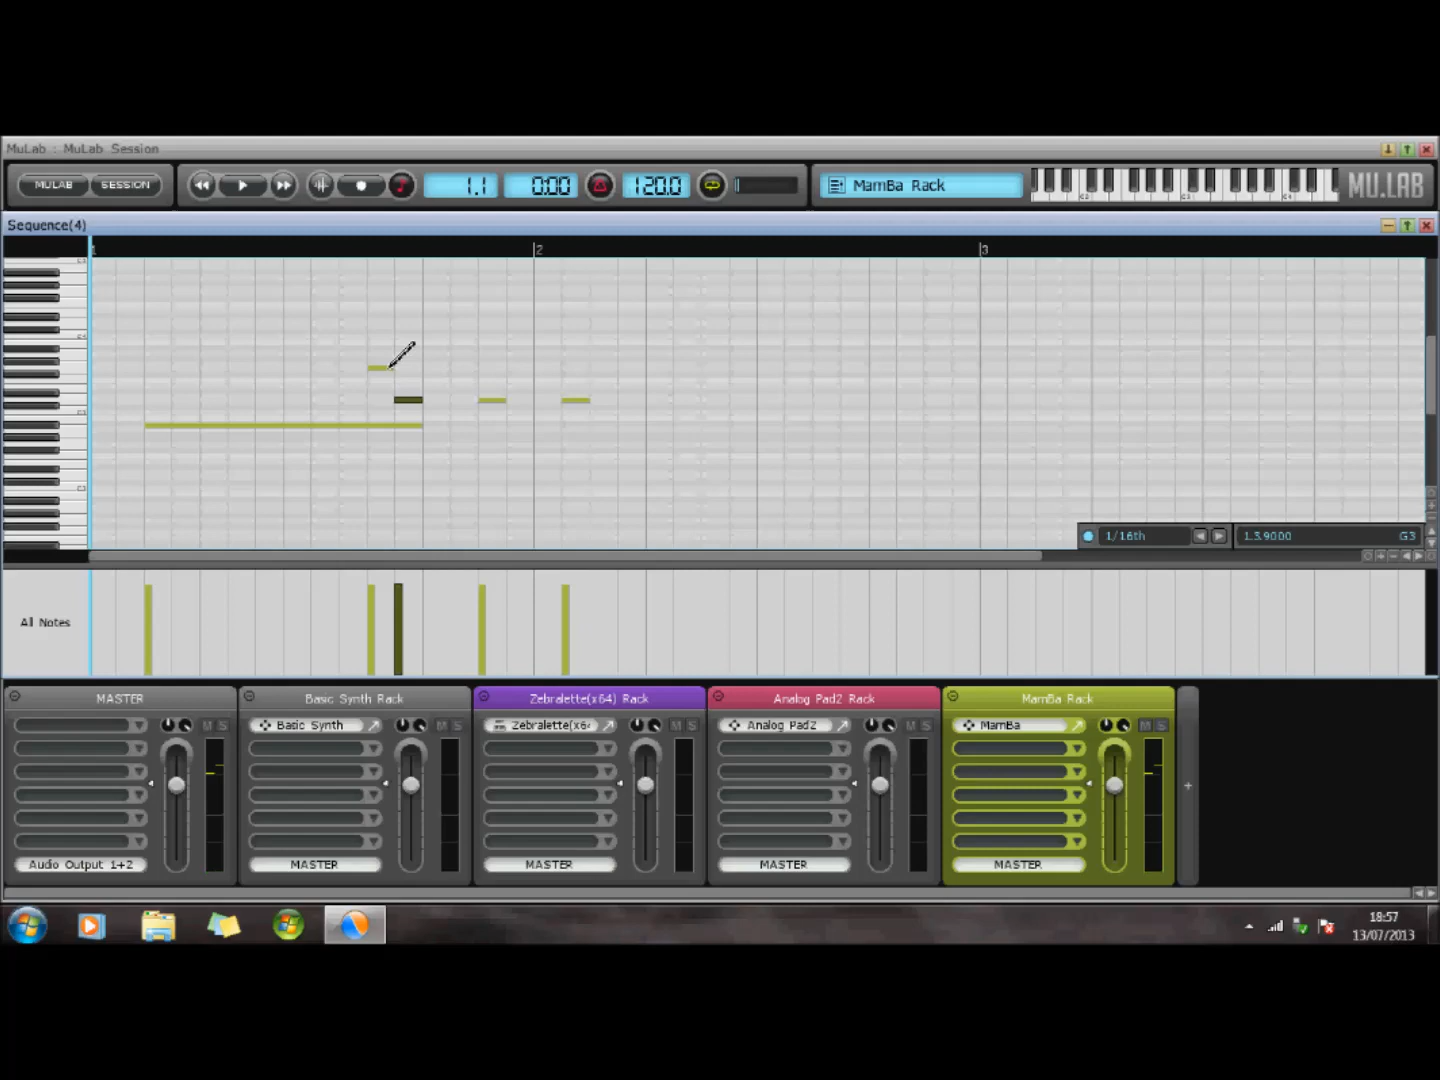 MuLab : MuLab Session
MULAB SESSION 1.1 0:00 120.0 MamBa Rack MU.LAB
Sequence(4)
1 2 3
1/16th 1.3.9000 G3
All Notes
MASTER Basic Synth Rack Zebralette(x64) Rack Analog Pad2 Rack MamBa Rack
M S Basic Synth M S Zebralette(x64 M S Analog Pad2 M S MamBa M S
Audio Output 1+2 MASTER MASTER MASTER MASTER
18:57
13/07/2013